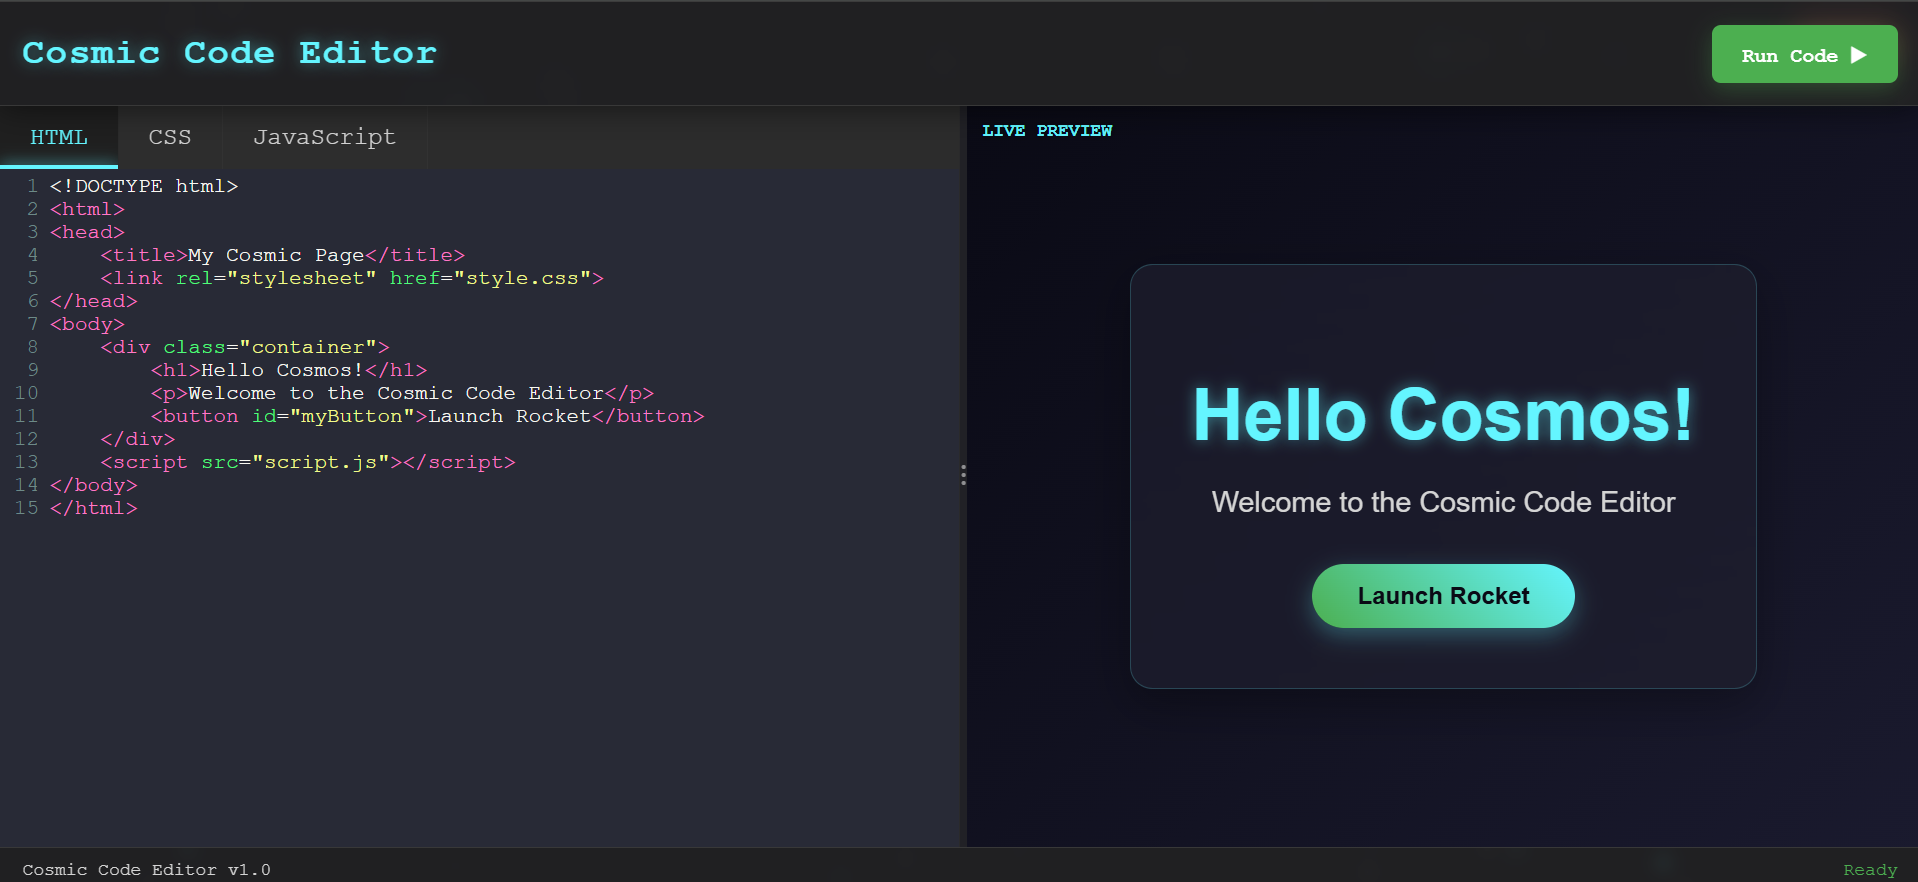 Cosmic Code Editor
Run Code ▶
HTML CSS JavaScript
1 <!DOCTYPE html>
2 <html>
3 <head>
4     <title>My Cosmic Page</title>
5     <link rel="stylesheet" href="style.css">
6 </head>
7 <body>
8     <div class="container">
9         <h1>Hello Cosmos!</h1>
10         <p>Welcome to the Cosmic Code Editor</p>
11         <button id="myButton">Launch Rocket</button>
12     </div>
13     <script src="script.js"></script>
14 </body>
15 </html>
LIVE PREVIEW
Hello Cosmos!
Welcome to the Cosmic Code Editor
Launch Rocket
Cosmic Code Editor v1.0
Ready